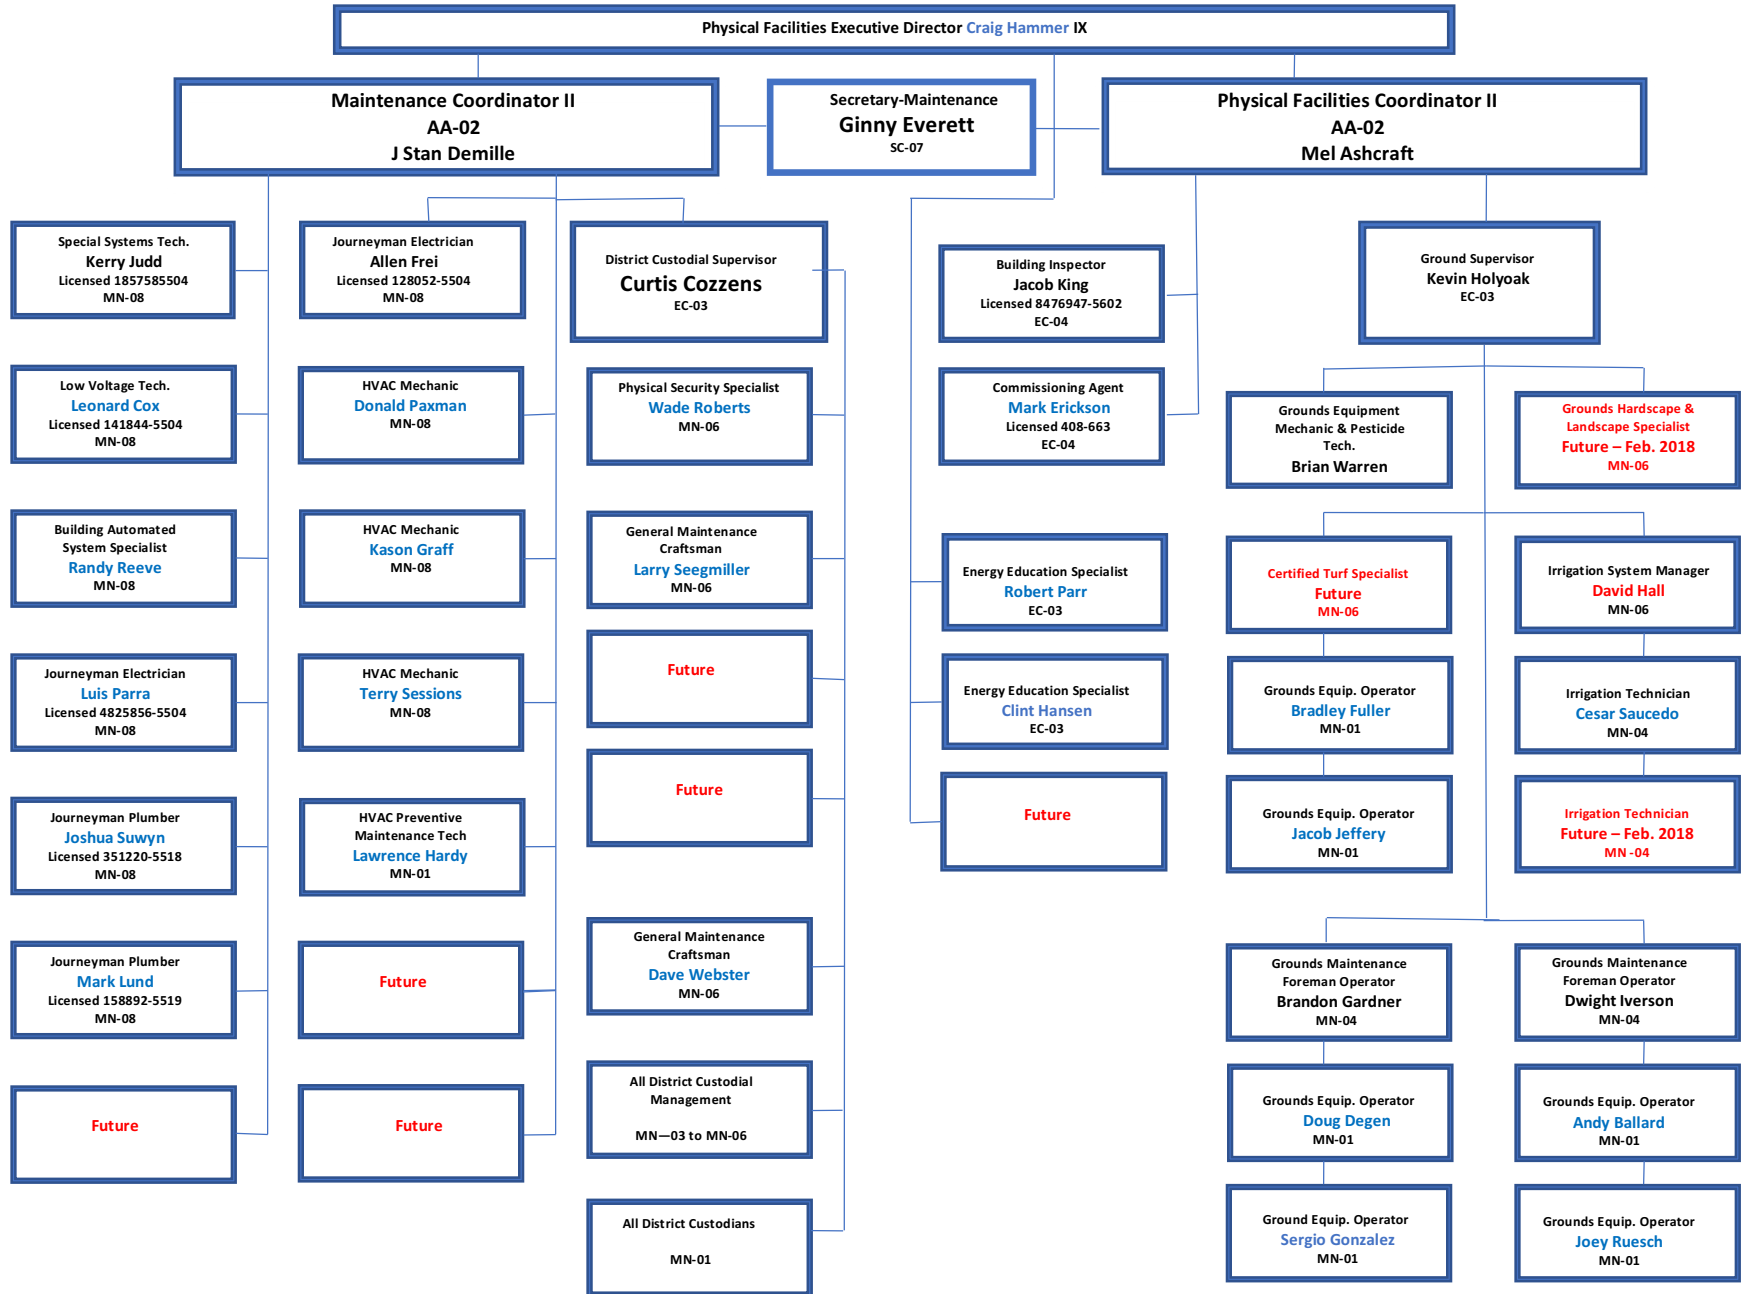 Physical Facilities Executive Director Craig Hammer IX
Maintenance Coordinator II
AA-02
J Stan Demille
Secretary-Maintenance
Ginny Everett
SC-07
Physical Facilities Coordinator II
AA-02
Mel Ashcraft
Special Systems Tech.
Kerry Judd
Licensed 1857585504
MN-08
Low Voltage Tech.
Leonard Cox
Licensed 141844-5504
MN-08
Building Automated
System Specialist
Randy Reeve
MN-08
Journeyman Electrician
Luis Parra
Licensed 4825856-5504
MN-08
Journeyman Plumber
Joshua Suwyn
Licensed 351220-5518
MN-08
Journeyman Plumber
Mark Lund
Licensed 158892-5519
MN-08
Future
Journeyman Electrician
Allen Frei
Licensed 128052-5504
MN-08
HVAC Mechanic
Donald Paxman
MN-08
HVAC Mechanic
Kason Graff
MN-08
HVAC Mechanic
Terry Sessions
MN-08
HVAC Preventive
Maintenance Tech
Lawrence Hardy
MN-01
Future
Future
District Custodial Supervisor
Curtis Cozzens
EC-03
Physical Security Specialist
Wade Roberts
MN-06
General Maintenance
Craftsman
Larry Seegmiller
MN-06
Future
Future
General Maintenance
Craftsman
Dave Webster
MN-06
All District Custodial
Management
MN—03 to MN-06
All District Custodians
MN-01
Building Inspector
Jacob King
Licensed 8476947-5602
EC-04
Commissioning Agent
Mark Erickson
Licensed 408-663
EC-04
Energy Education Specialist
Robert Parr
EC-03
Energy Education Specialist
Clint Hansen
EC-03
Future
Ground Supervisor
Kevin Holyoak
EC-03
Grounds Equipment
Mechanic & Pesticide
Tech.
Brian Warren
Grounds Hardscape &
Landscape Specialist
Future – Feb. 2018
MN-06
Certified Turf Specialist
Future
MN-06
Irrigation System Manager
David Hall
MN-06
Grounds Equip. Operator
Bradley Fuller
MN-01
Irrigation Technician
Cesar Saucedo
MN-04
Grounds Equip. Operator
Jacob Jeffery
MN-01
Irrigation Technician
Future – Feb. 2018
MN -04
Grounds Maintenance
Foreman Operator
Brandon Gardner
MN-04
Grounds Maintenance
Foreman Operator
Dwight Iverson
MN-04
Grounds Equip. Operator
Doug Degen
MN-01
Grounds Equip. Operator
Andy Ballard
MN-01
Ground Equip. Operator
Sergio Gonzalez
MN-01
Grounds Equip. Operator
Joey Ruesch
MN-01